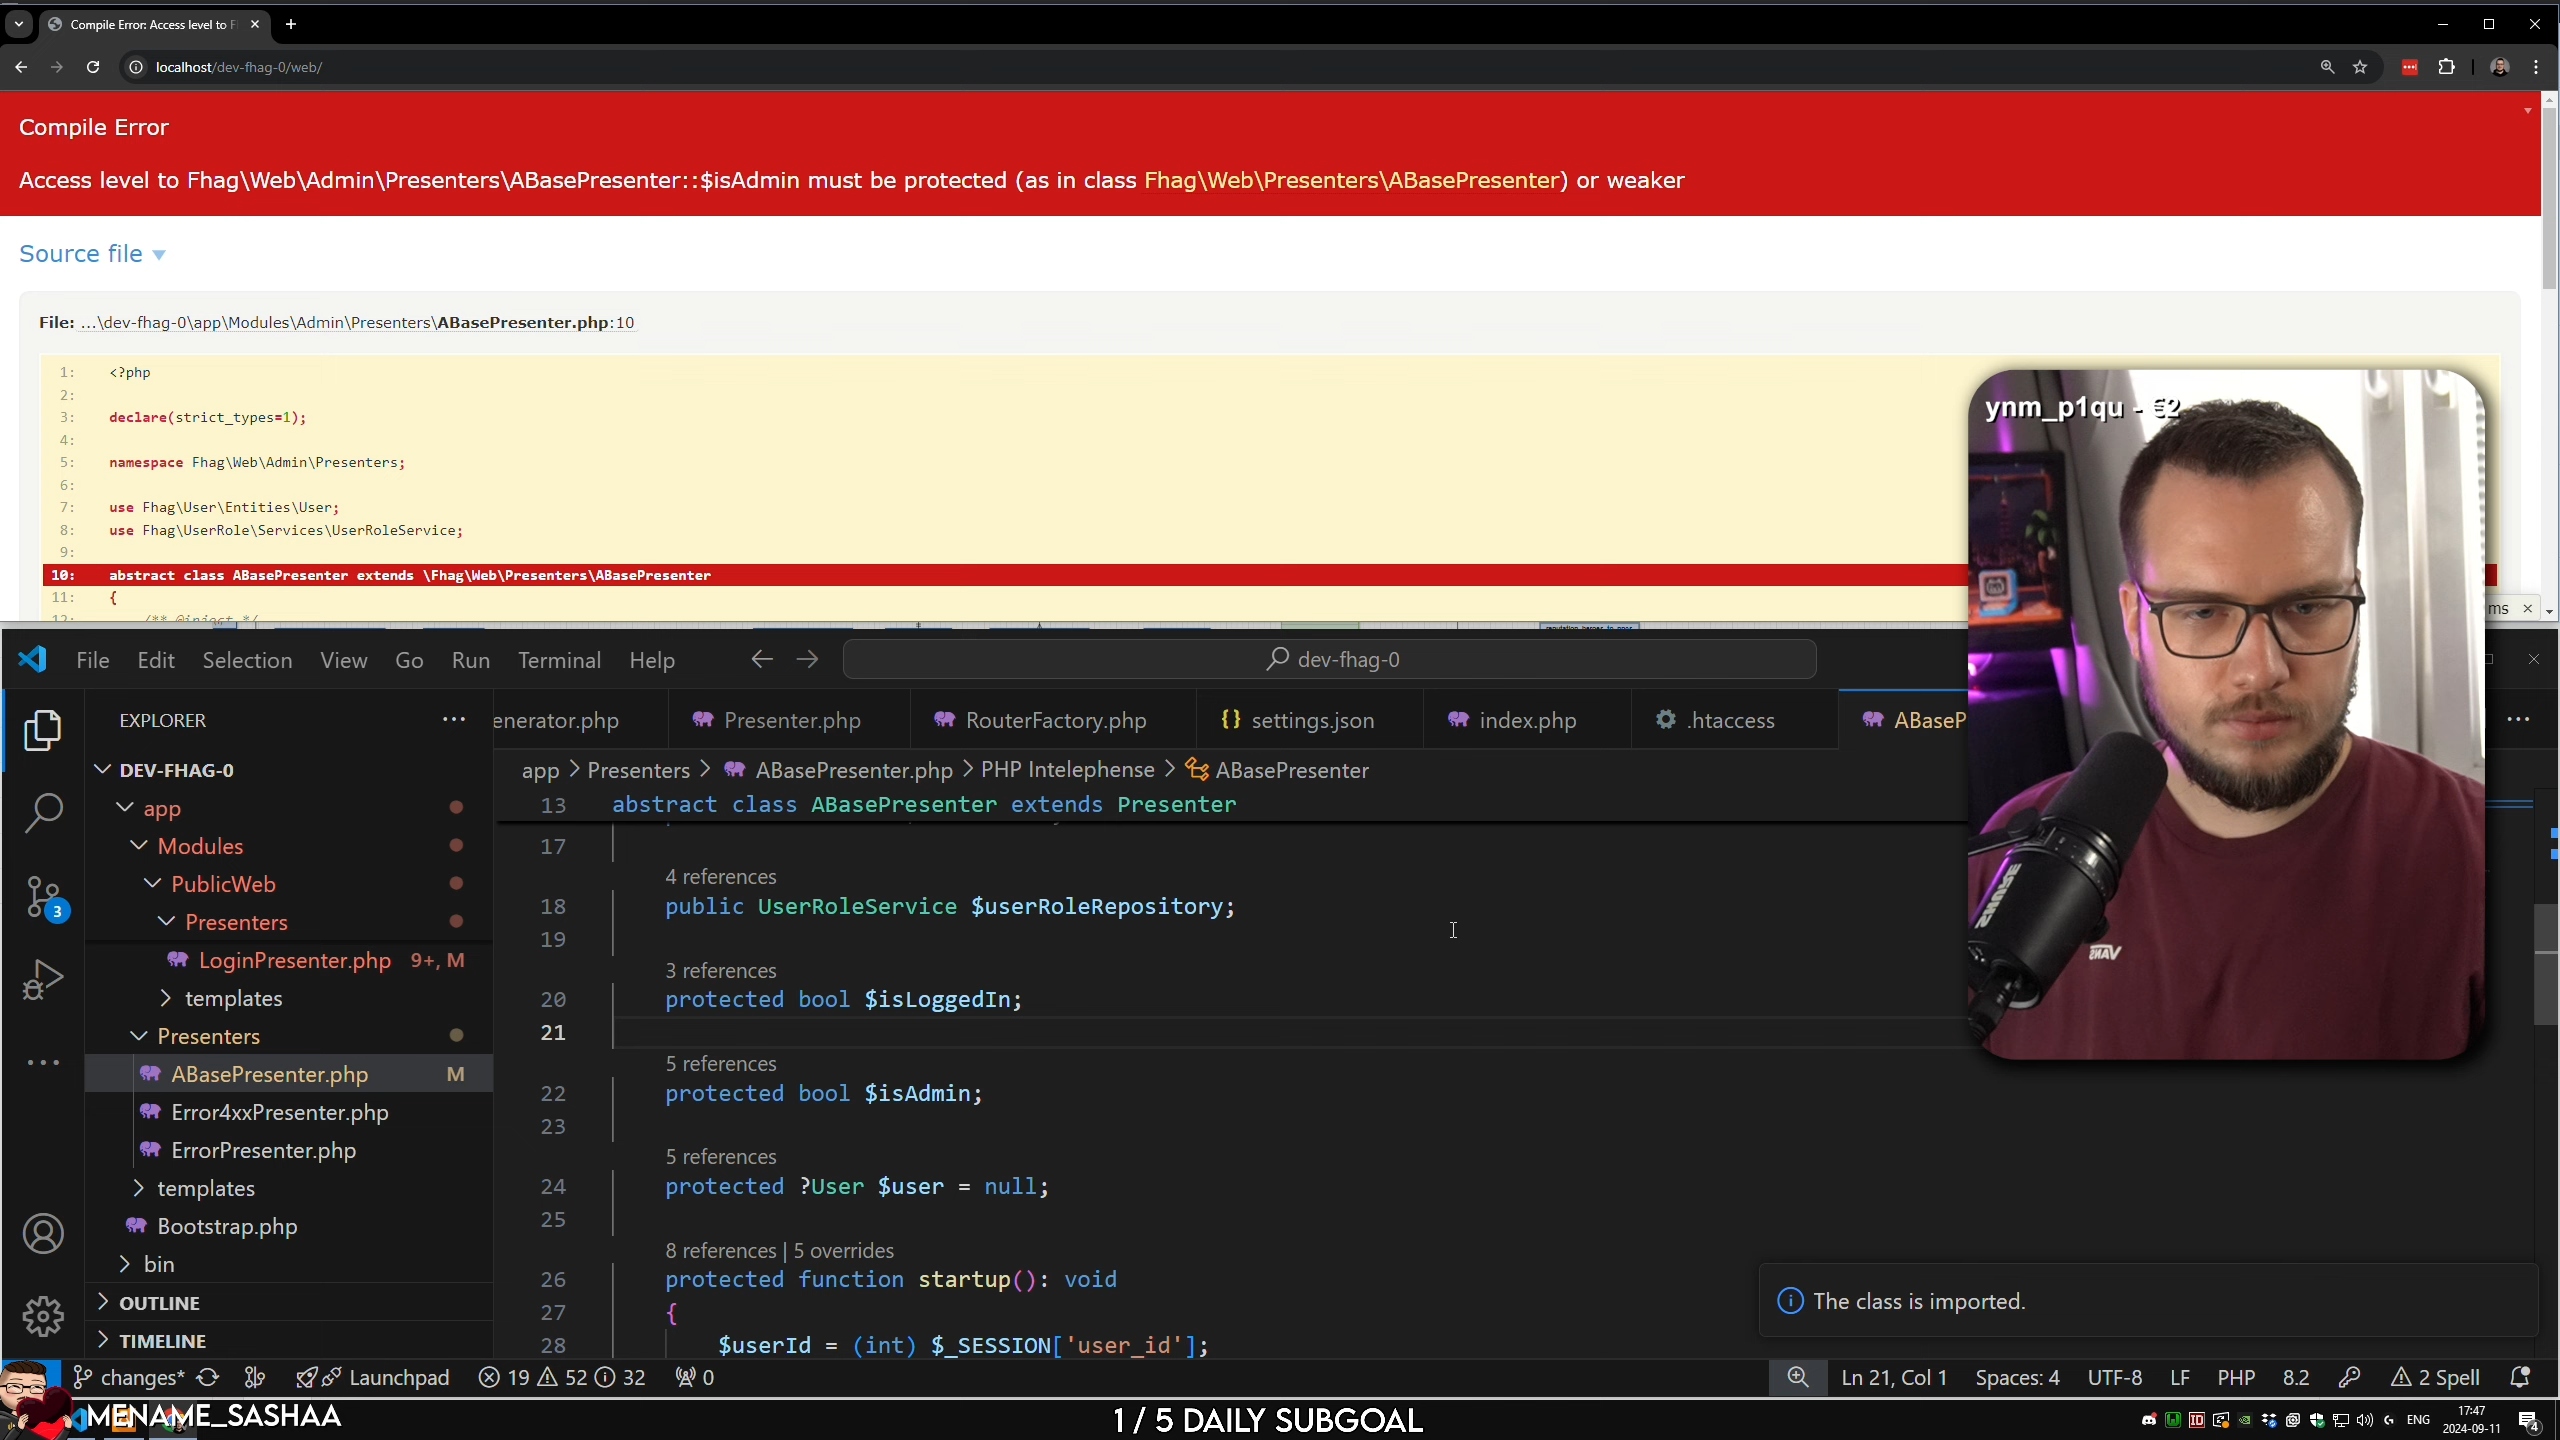 Compile Error: Access level to F
localhost/dev-fhag-0/web/
Compile Error
Access level to Fhag\Web\Admin\Presenters\ABasePresenter::$isAdmin must be protected (as in class Fhag\Web\Presenters\ABasePresenter) or weaker
Source file ▼
File: ...\dev-fhag-0\app\Modules\Admin\Presenters\ABasePresenter.php:10
1: <?php
2:
3: declare(strict_types=1);
4:
5: namespace Fhag\Web\Admin\Presenters;
6:
7: use Fhag\User\Entities\User;
8: use Fhag\UserRole\Services\UserRoleService;
9:
10: abstract class ABasePresenter extends \Fhag\Web\Presenters\ABasePresenter
11: {
12: /** @inject */
ms
ynm_p1qu - €2
File Edit Selection View Go Run Terminal Help
dev-fhag-0
EXPLORER
enerator.php Presenter.php RouterFactory.php settings.json index.php .htaccess ABaseP
DEV-FHAG-0
app
Modules
PublicWeb
Presenters
LoginPresenter.php 9+, M
templates
Presenters
ABasePresenter.php M
Error4xxPresenter.php
ErrorPresenter.php
templates
Bootstrap.php
bin
OUTLINE
TIMELINE
3
app > Presenters > ABasePresenter.php > PHP Intelephense > ABasePresenter
13 abstract class ABasePresenter extends Presenter
17
4 references
18 public UserRoleService $userRoleRepository;
19
3 references
20 protected bool $isLoggedIn;
21
5 references
22 protected bool $isAdmin;
23
5 references
24 protected ?User $user = null;
25
8 references | 5 overrides
26 protected function startup(): void
27 {
28 $userId = (int) $_SESSION['user_id'];
The class is imported.
SHURE
VANS
changes* Launchpad 19 52 32 0
Ln 21, Col 1 Spaces: 4 UTF-8 LF PHP 8.2 2 Spell
MENAME_SASHAA
1 / 5 DAILY SUBGOAL
ENG
17:47
2024-09-11
4